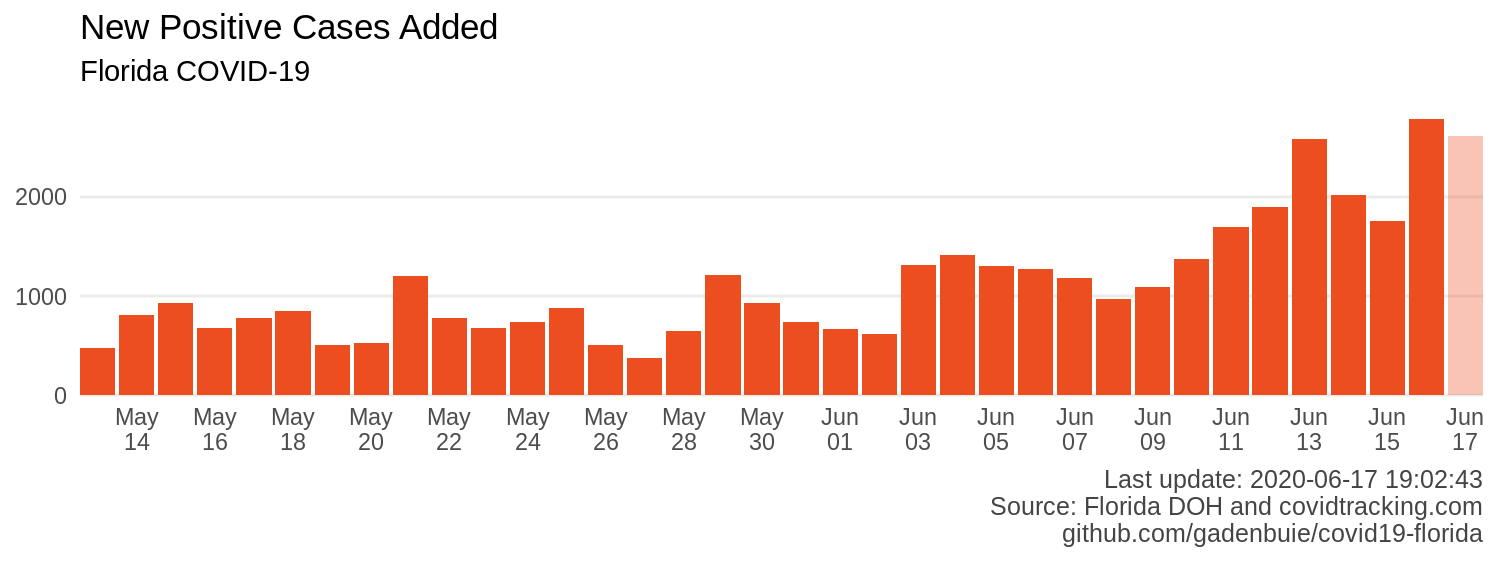 New Positive Cases Added
Florida COVID-19
2000
1000
0
May May May May May May May May May Jun Jun Jun Jun Jun Jun Jun Jun Jun
14 16 18 20 22 24 26 28 30 01 03 05 07 09 11 13 15 17
Last update: 2020-06-17 19:02:43
Source: Florida DOH and covidtracking.com
github.com/gadenbuie/covid19-florida